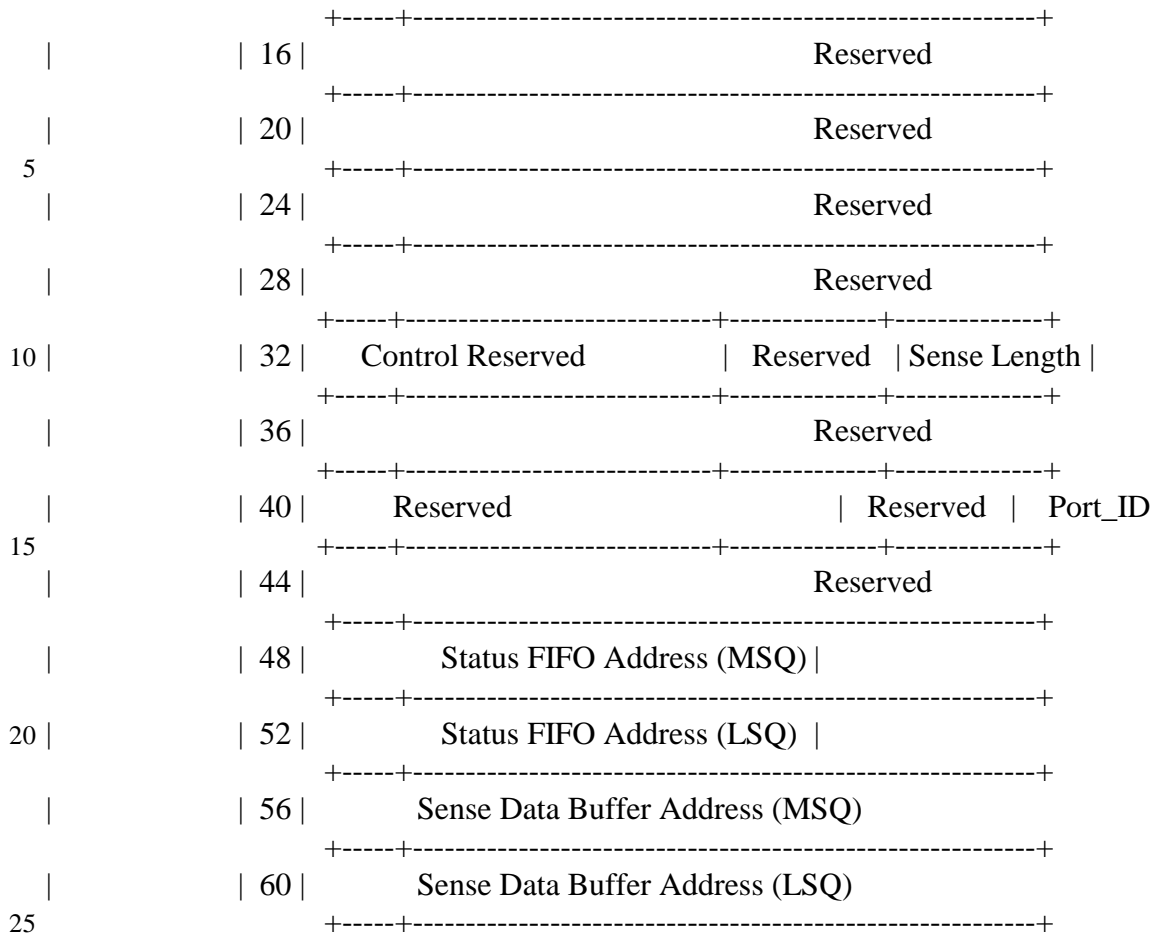 +-----+--------------------------------------------------------+
| | 16 | Reserved
+-----+--------------------------------------------------------+
| | 20 | Reserved
5 +-----+--------------------------------------------------------+
| | 24 | Reserved
+-----+--------------------------------------------------------+
| | 28 | Reserved
+-----+----------------------------+--------------+--------------+
10 | | 32 | Control Reserved | Reserved | Sense Length |
+-----+----------------------------+--------------+--------------+
| | 36 | Reserved
+-----+----------------------------+--------------+--------------+
| | 40 | Reserved | Reserved | Port_ID
15 +-----+----------------------------+--------------+--------------+
| | 44 | Reserved
+-----+--------------------------------------------------------+
| | 48 | Status FIFO Address (MSQ) |
+-----+--------------------------------------------------------+
20 | | 52 | Status FIFO Address (LSQ) |
+-----+--------------------------------------------------------+
| | 56 | Sense Data Buffer Address (MSQ)
+-----+--------------------------------------------------------+
| | 60 | Sense Data Buffer Address (LSQ)
25 +-----+--------------------------------------------------------+